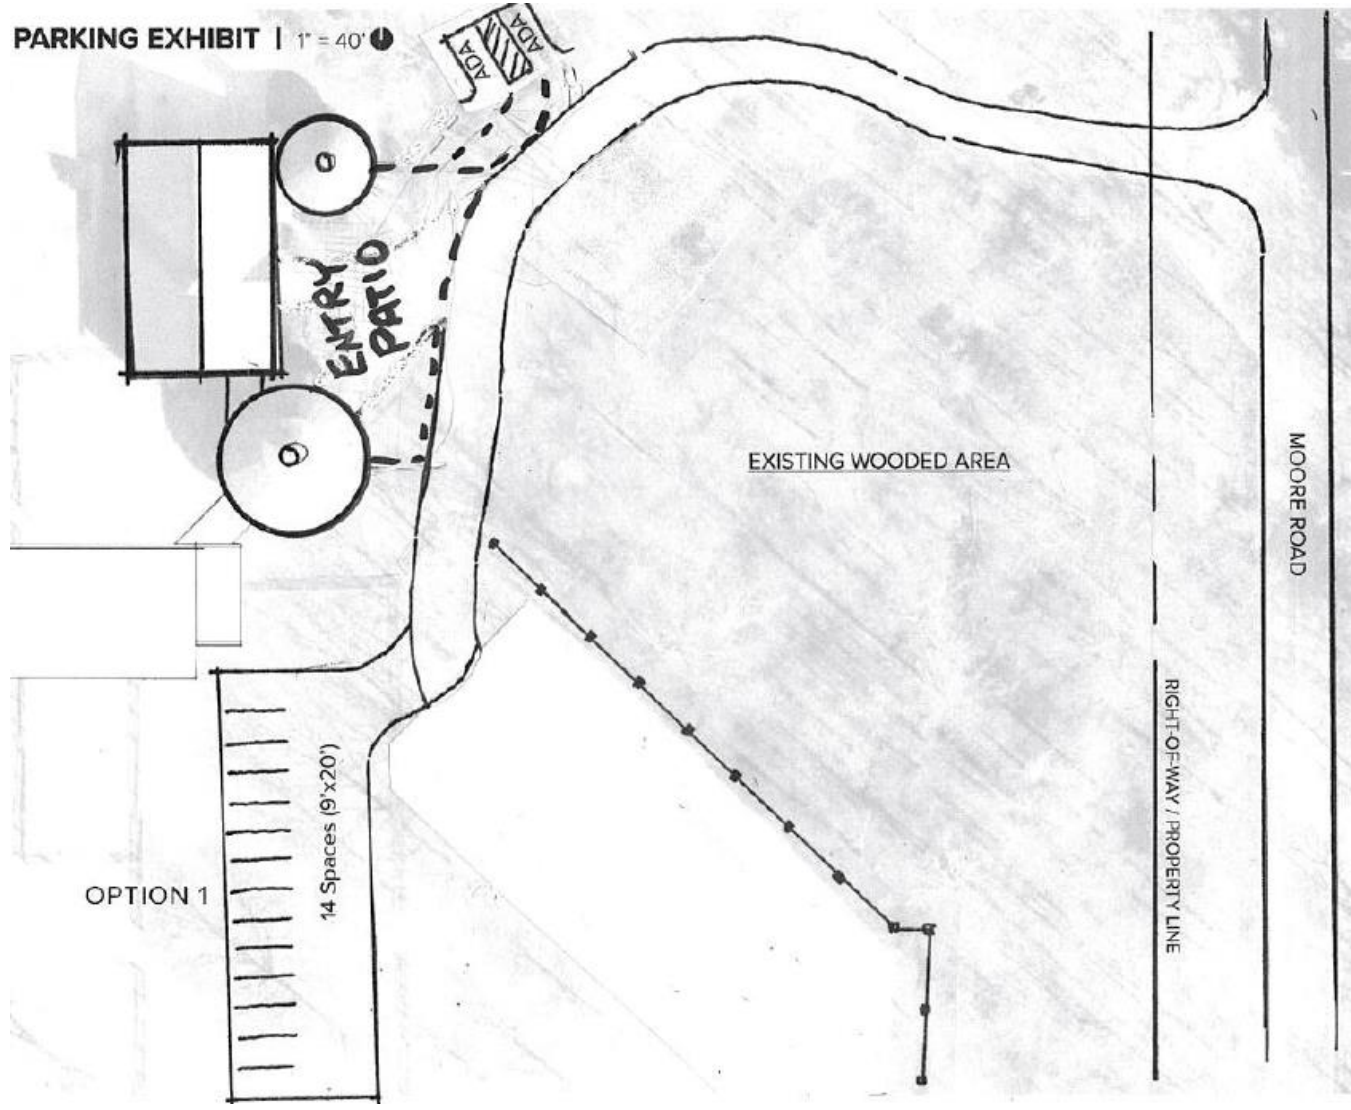 PARKING EXHIBIT | 1" = 40'
ADA
ADA
ENTRY
PATIO
EXISTING WOODED AREA
MOORE ROAD
RIGHT-OF-WAY / PROPERTY LINE
14 Spaces (9'x20')
OPTION 1